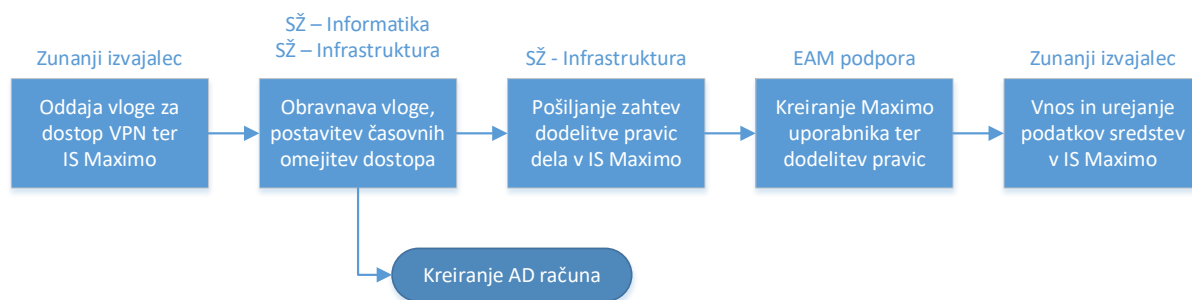 Zunanji izvajalec
Oddaja vloge za
dostop VPN ter
IS Maximo
SŽ – Informatika
SŽ – Infrastruktura
Obravnava vloge,
postavitev časovnih
omejitev dostopa
SŽ - Infrastruktura
Pošiljanje zahtev
dodelitve pravic
dela v IS Maximo
EAM podpora
Kreiranje Maximo
uporabnika ter
dodelitev pravic
Zunanji izvajalec
Vnos in urejanje
podatkov sredstev
v IS Maximo
Kreiranje AD računa